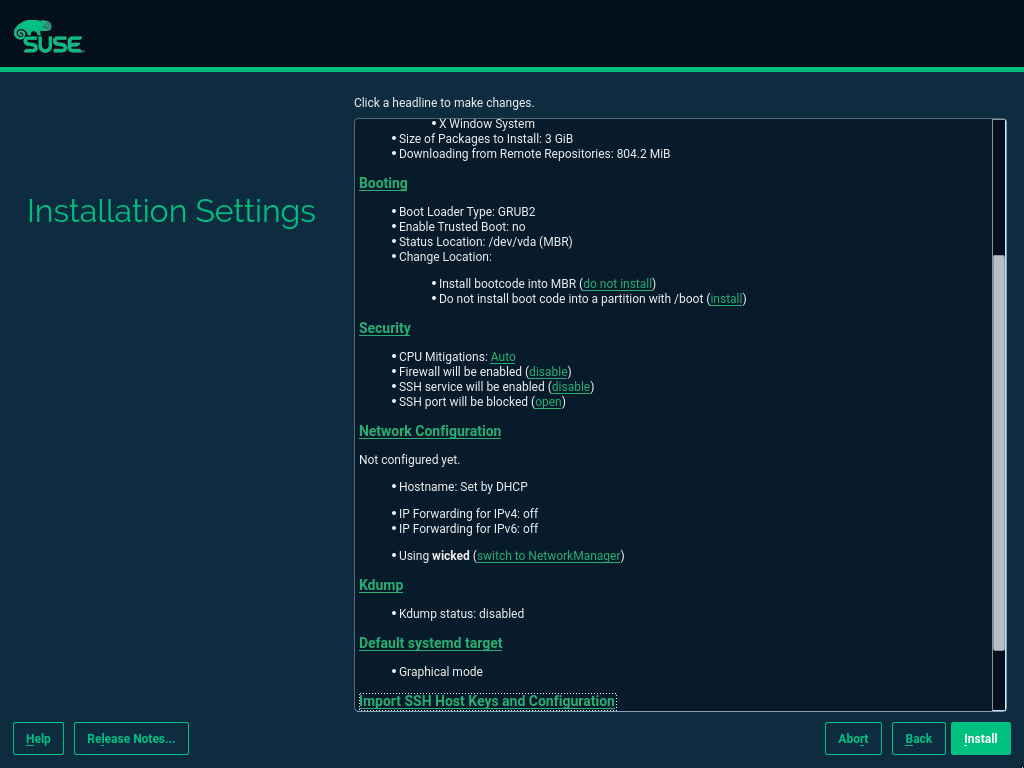 SUSE
Click a headline to make changes.
Installation Settings
• X Window System
• Size of Packages to Install: 3 GiB
• Downloading from Remote Repositories: 804.2 MiB
Booting
• Boot Loader Type: GRUB2
• Enable Trusted Boot: no
• Status Location: /dev/vda (MBR)
• Change Location:
• Install bootcode into MBR (do not install)
• Do not install boot code into a partition with /boot (install)
Security
• CPU Mitigations: Auto
• Firewall will be enabled (disable)
• SSH service will be enabled (disable)
• SSH port will be blocked (open)
Network Configuration
Not configured yet.
• Hostname: Set by DHCP
• IP Forwarding for IPv4: off
• IP Forwarding for IPv6: off
• Using wicked (switch to NetworkManager)
Kdump
• Kdump status: disabled
Default systemd target
• Graphical mode
Import SSH Host Keys and Configuration
Help
Release Notes...
Abort
Back
Install